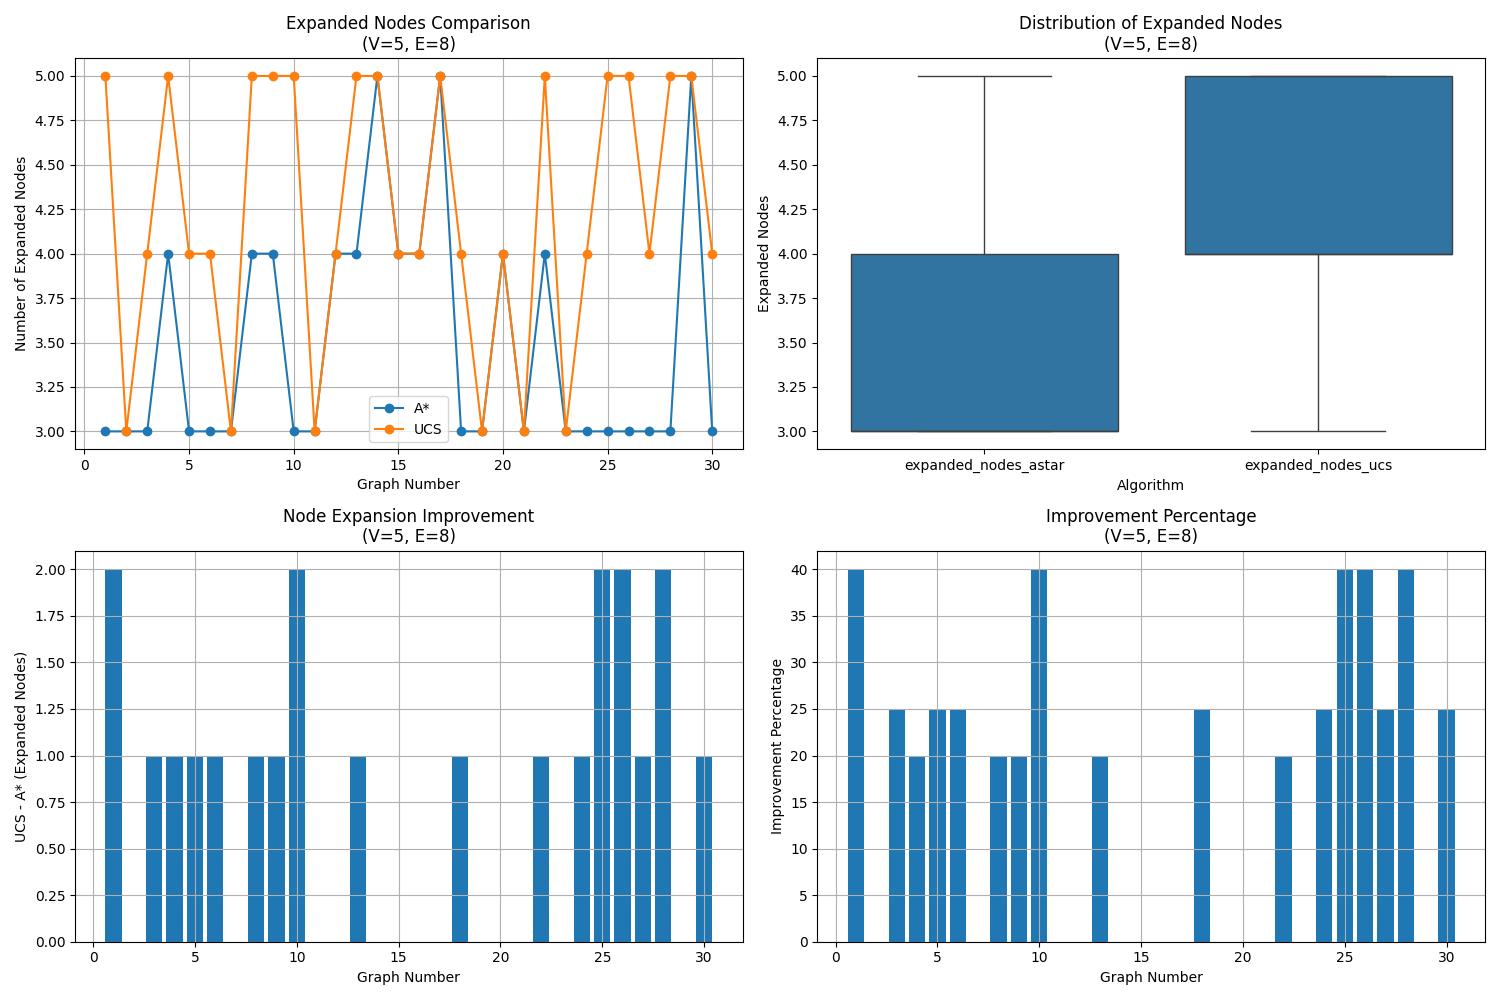 Expanded Nodes Comparison
(V=5, E=8)
Number of Expanded Nodes
5.00
4.75
4.50
4.25
4.00
3.75
3.50
3.25
3.00
A*
UCS
0 5 10 15 20 25 30
Graph Number
Distribution of Expanded Nodes
(V=5, E=8)
Expanded Nodes
5.00
4.75
4.50
4.25
4.00
3.75
3.50
3.25
3.00
expanded_nodes_astar expanded_nodes_ucs
Algorithm
Node Expansion Improvement
(V=5, E=8)
UCS - A* (Expanded Nodes)
2.00
1.75
1.50
1.25
1.00
0.75
0.50
0.25
0.00
0 5 10 15 20 25 30
Graph Number
Improvement Percentage
(V=5, E=8)
Improvement Percentage
40
35
30
25
20
15
10
5
0
0 5 10 15 20 25 30
Graph Number